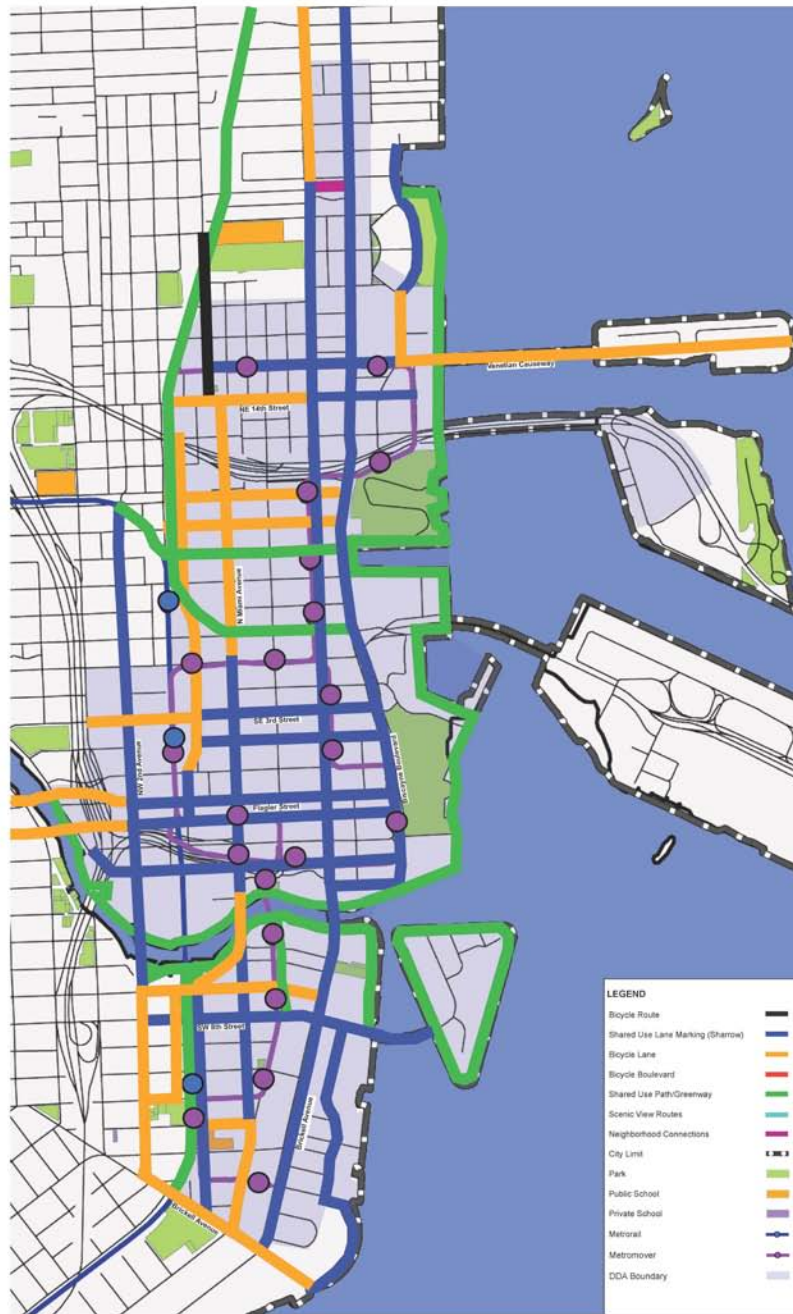 Venetian Causeway
NE 14th Street
N Miami Avenue
SE 3rd Street
NW 2nd Avenue
Biscayne Boulevard
Flagler Street
SW 8th Street
Brickell Avenue
Brickell Avenue
LEGEND
Bicycle Route
Shared Use Lane Marking (Sharrow)
Bicycle Lane
Bicycle Boulevard
Shared Use Path/Greenway
Scenic View Routes
Neighborhood Connections
City Limit
Park
Public School
Private School
Metrorail
Metromover
DDA Boundary